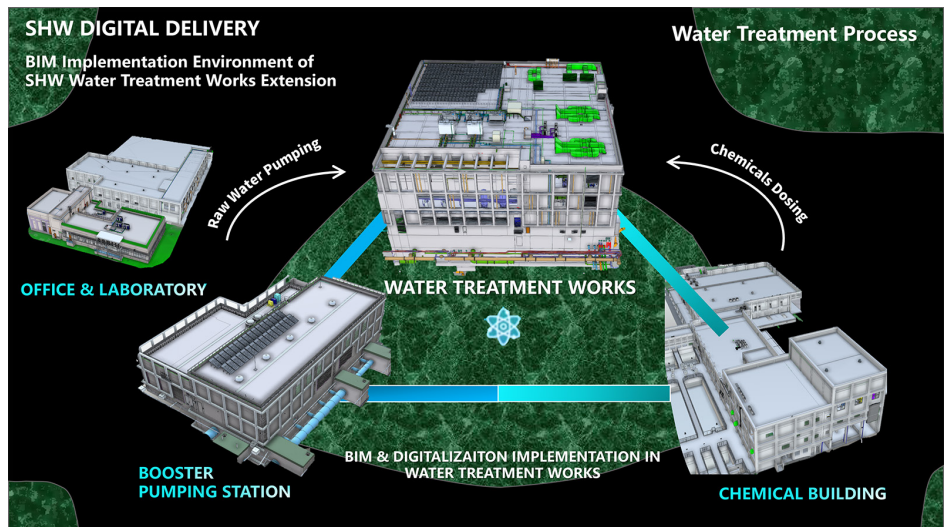 SHW DIGITAL DELIVERY
BIM Implementation Environment of
SHW Water Treatment Works Extension
Water Treatment Process
Raw Water Pumping
Chemicals Dosing
OFFICE & LABORATORY
WATER TREATMENT WORKS
BOOSTER
PUMPING STATION
BIM & DIGITALIZAITON IMPLEMENTATION IN
WATER TREATMENT WORKS
CHEMICAL BUILDING